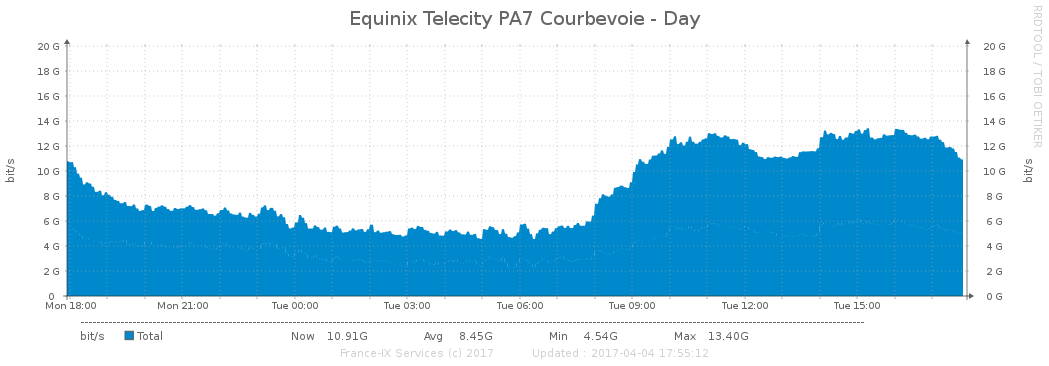 Equinix Telecity PA7 Courbevoie - Day
RRDTOOL / TOBI OETIKER
bit/s
20 G
18 G
16 G
14 G
12 G
10 G
8 G
6 G
4 G
2 G
0
20 G
18 G
16 G
14 G
12 G
10 G
8 G
6 G
4 G
2 G
0 G
bit/s
Mon 18:00 Mon 21:00 Tue 00:00 Tue 03:00 Tue 06:00 Tue 09:00 Tue 12:00 Tue 15:00
bit/s Total Now 10.91G Avg 8.45G Min 4.54G Max 13.40G
France-IX Services (c) 2017 Updated : 2017-04-04 17:55:12